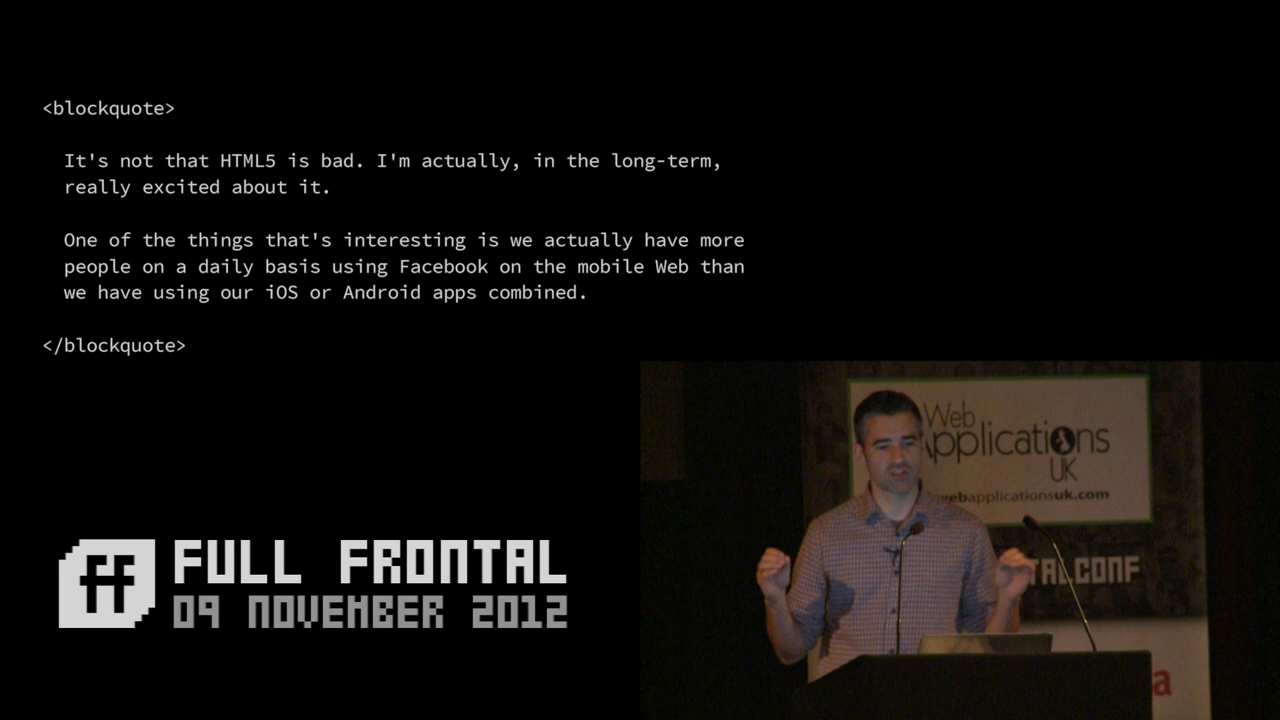 <blockquote>
It's not that HTML5 is bad. I'm actually, in the long-term,
really excited about it.
One of the things that's interesting is we actually have more
people on a daily basis using Facebook on the mobile Web than
we have using our iOS or Android apps combined.
</blockquote>
Web
Applications
UK
webapplicationsuk.com
TALCONF
a
ff
FULL FRONTAL
09 NOVEMBER 2012